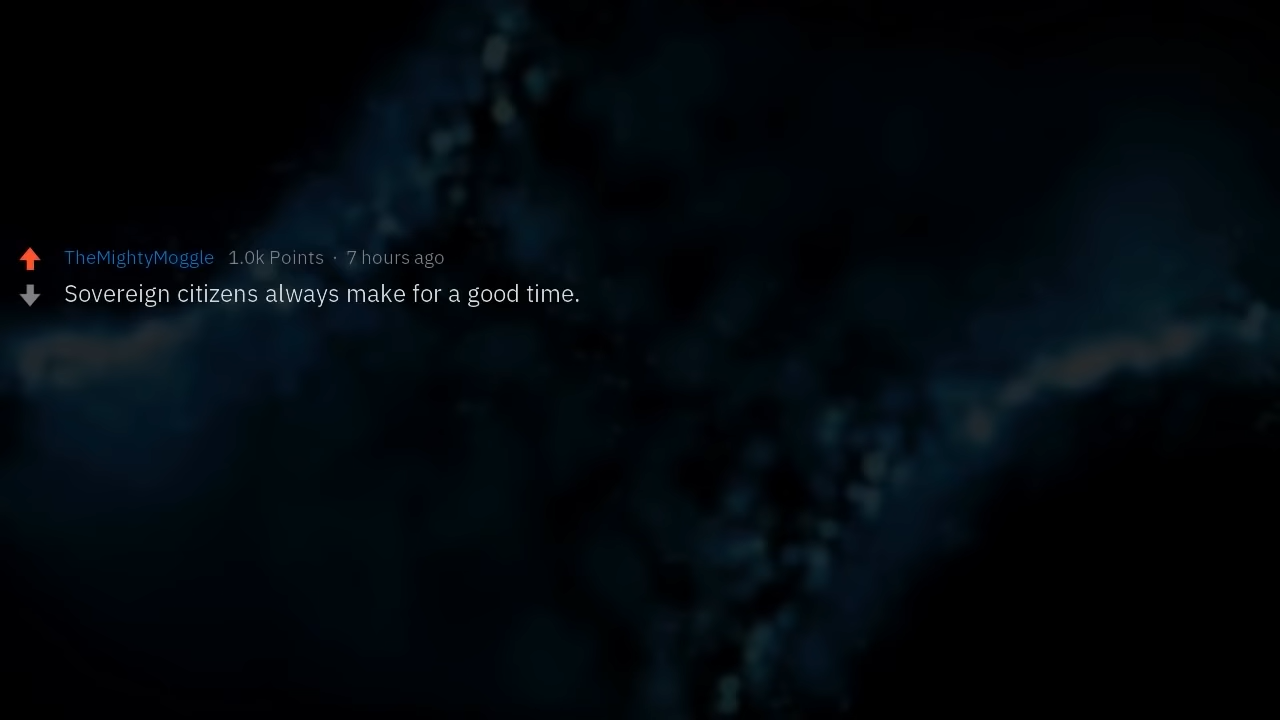 TheMightyMoggle 1.0k Points · 7 hours ago
Sovereign citizens always make for a good time.